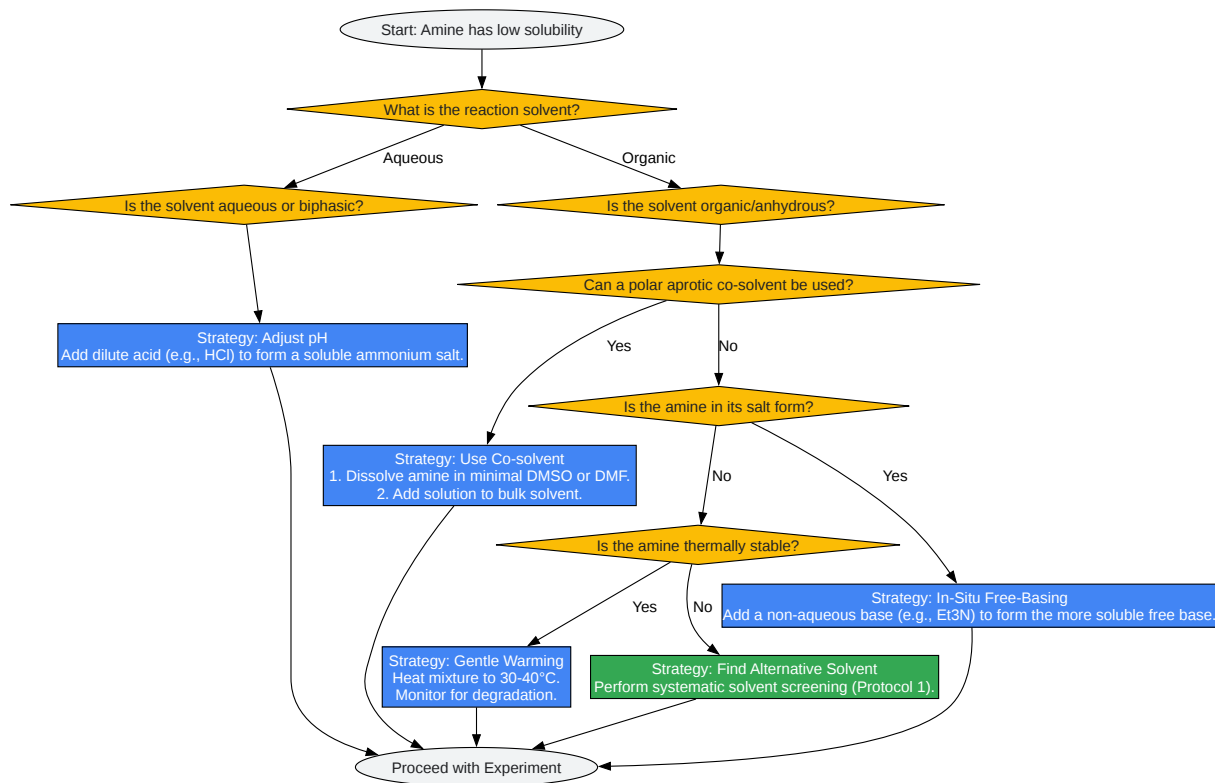 Start: Amine has low solubility
What is the reaction solvent?
Aqueous
Organic
Is the solvent aqueous or biphasic?
Is the solvent organic/anhydrous?
Can a polar aprotic co-solvent be used?
Strategy: Adjust pH
Add dilute acid (e.g., HCl) to form a soluble ammonium salt.
Yes
No
Is the amine in its salt form?
Strategy: Use Co-solvent
1. Dissolve amine in minimal DMSO or DMF.
2. Add solution to bulk solvent.
No
Yes
Is the amine thermally stable?
Yes
No
Strategy: In-Situ Free-Basing
Add a non-aqueous base (e.g., Et3N) to form the more soluble free base.
Strategy: Gentle Warming
Heat mixture to 30-40°C.
Monitor for degradation.
Strategy: Find Alternative Solvent
Perform systematic solvent screening (Protocol 1).
Proceed with Experiment